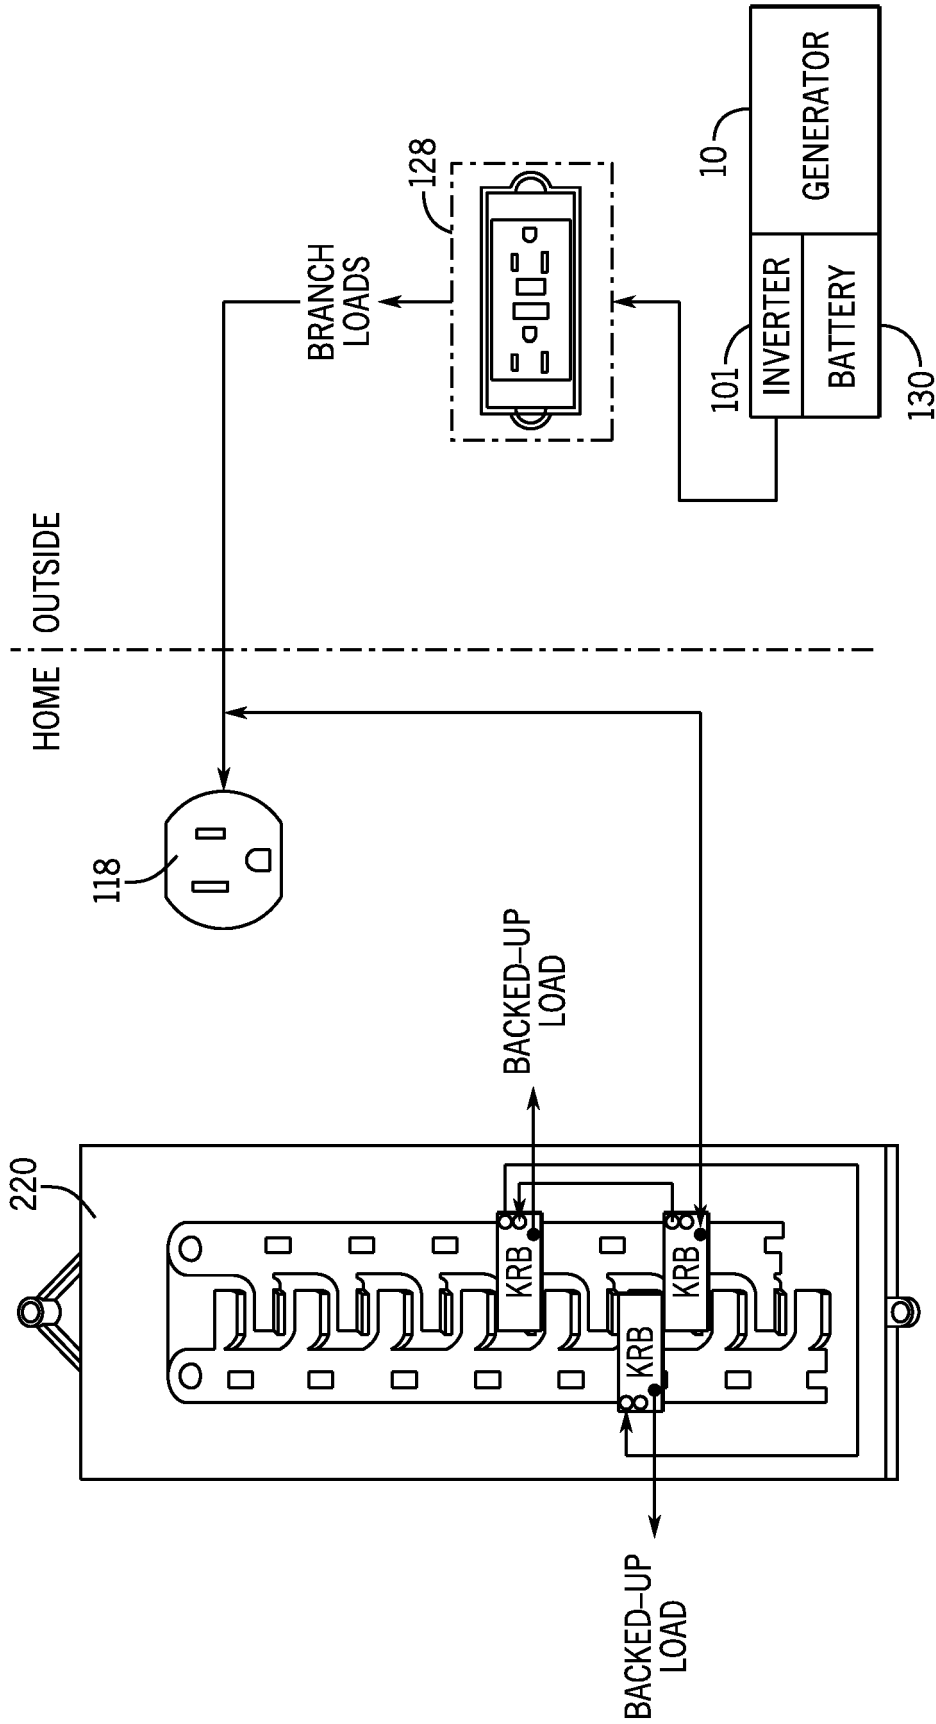 220
118
HOME
OUTSIDE
BRANCH
LOADS
128
10
GENERATOR
101
INVERTER
BATTERY
130
BACKED–UP
LOAD
KRB
KRB
KRB
BACKED–UP
LOAD